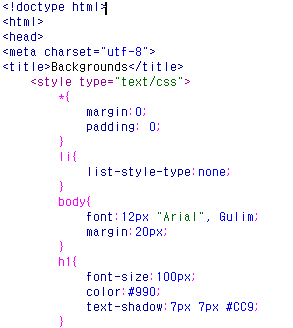 <!doctype html>
<html>
<head>
<meta charset="utf-8">
<title>Backgrounds</title>
<style type="text/css">
*{
margin:0;
padding: 0;
}
li{
list-style-type:none;
}
body{
font:12px "Arial", Gulim;
margin:20px;
}
h1{
font-size:100px;
color:#990;
text-shadow:7px 7px #CC9;
}